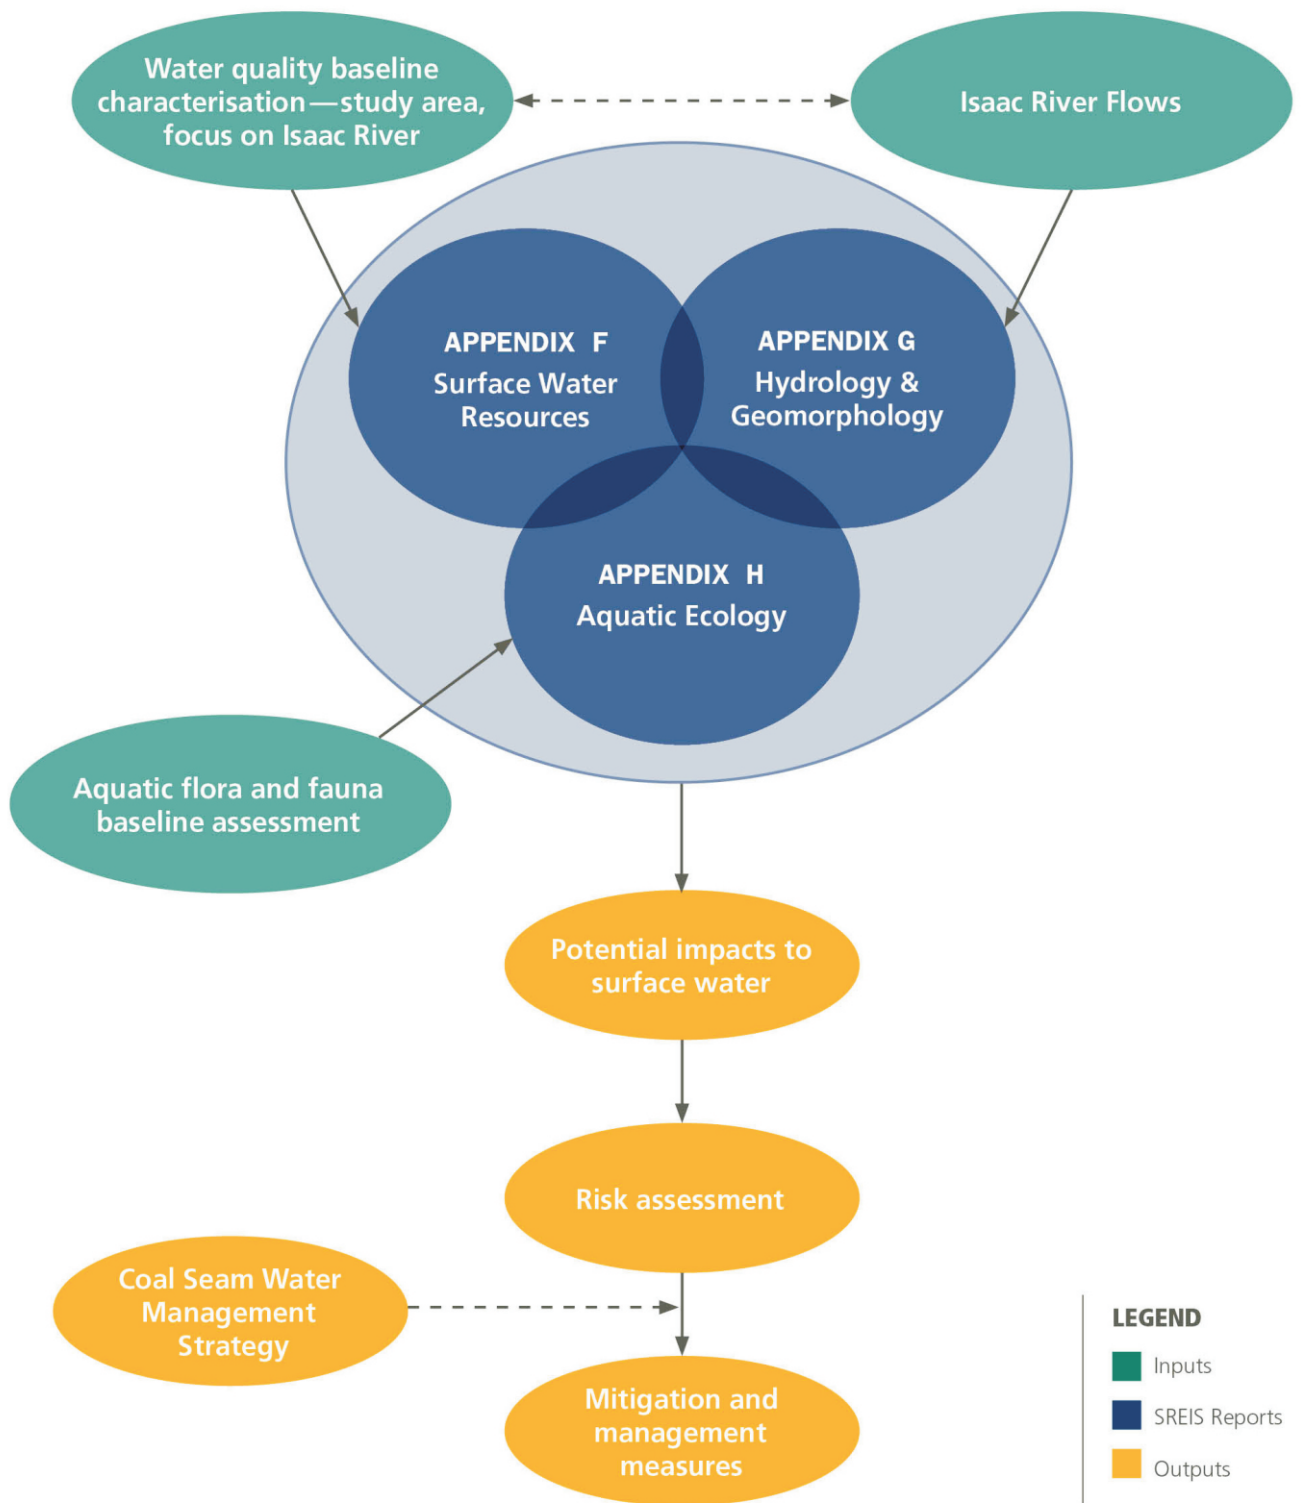 Water quality baseline
characterisation—study area,
focus on Isaac River
Isaac River Flows
APPENDIX F
Surface Water
Resources
APPENDIX G
Hydrology &
Geomorphology
APPENDIX H
Aquatic Ecology
Aquatic flora and fauna
baseline assessment
Potential impacts to
surface water
Risk assessment
Coal Seam Water
Management
Strategy
Mitigation and
management
measures
LEGEND
Inputs
SREIS Reports
Outputs